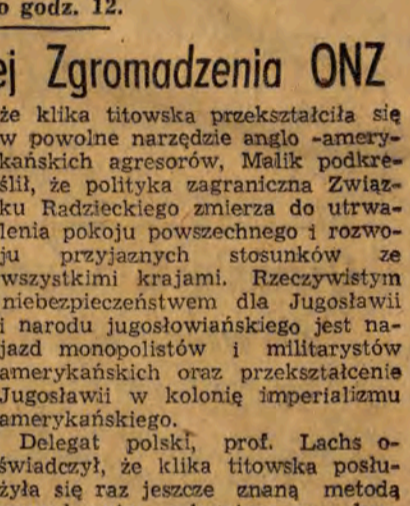 o godz. 12.
ej Zgromadzenia ONZ
że klika titowska przekształciła się
w powolne narzędzie anglo -amery-
kańskich agresorów, Malik podkre-
ślił, że polityka zagraniczna Związ-
ku Radzieckiego zmierza do utrwa-
lenia pokoju powszechnego i rozwo-
ju przyjaznych stosunków ze
wszystkimi krajami. Rzeczywistym
niebezpieczeństwem dla Jugosławii
i narodu jugosłowiańskiego jest na-
jazd monopolistów i militarystów
amerykańskich oraz przekształcenie
Jugosławii w kolonię imperializmu
amerykańskiego.
Delegat polski, prof. Lachs o-
świadczył, że klika titowska posłu-
żyła się raz jeszcze znaną metodą